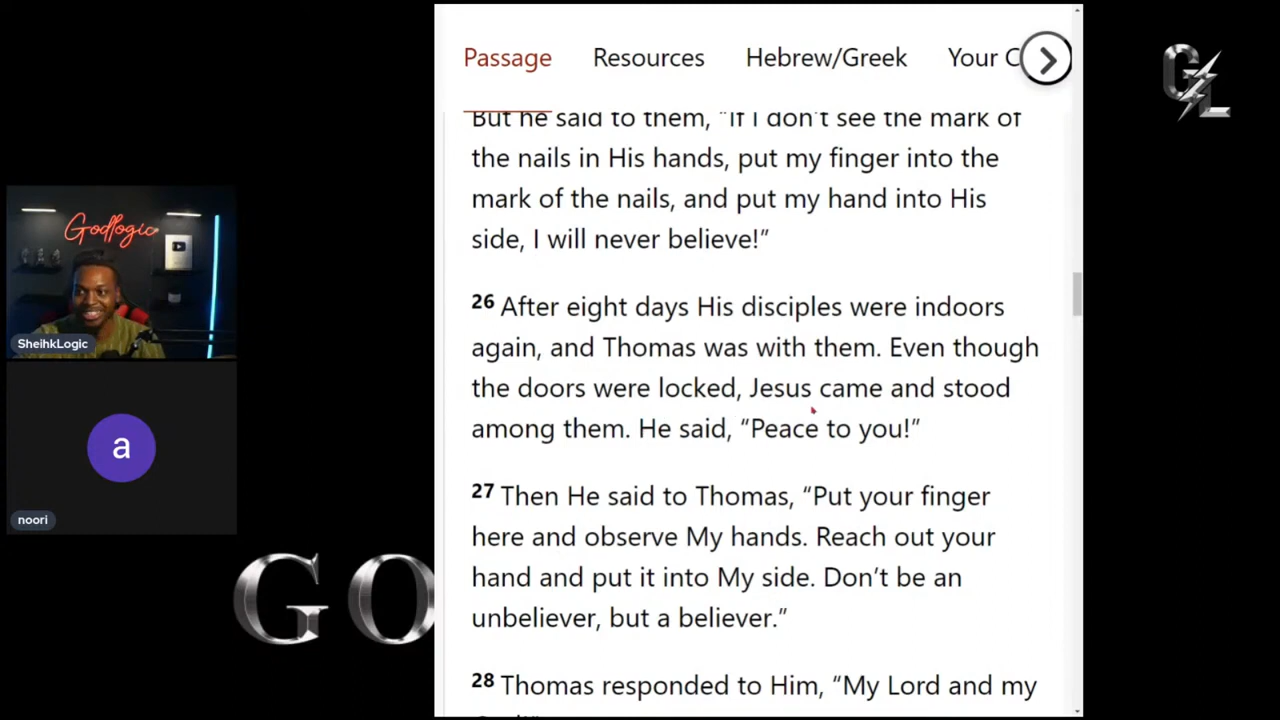 Passage Resources Hebrew/Greek Your C
But he said to them, “If I don’t see the mark of
the nails in His hands, put my finger into the
mark of the nails, and put my hand into His
side, I will never believe!”
26 After eight days His disciples were indoors
again, and Thomas was with them. Even though
the doors were locked, Jesus came and stood
among them. He said, “Peace to you!”
27 Then He said to Thomas, “Put your finger
here and observe My hands. Reach out your
hand and put it into My side. Don’t be an
unbeliever, but a believer.”
28 Thomas responded to Him, “My Lord and my
GL
Godlogic
SheihkLogic
a
noori
GO